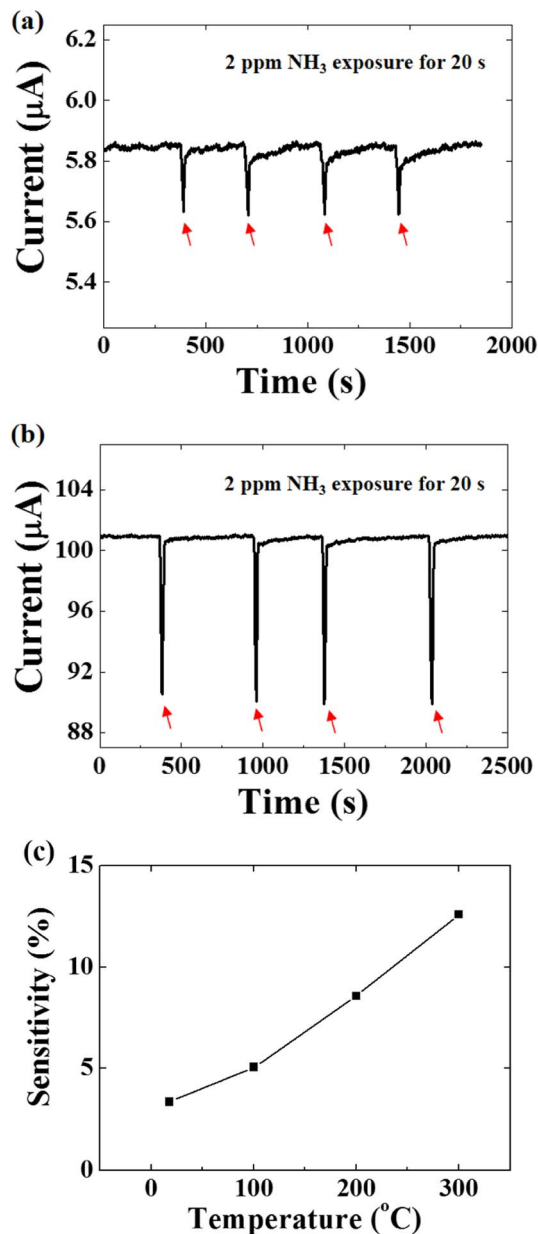 (a)
6.2
2 ppm NH₃ exposure for 20 s
6.0
5.8
5.6
5.4
Current (μA)
0 500 1000 1500 2000
Time (s)
(b)
104
2 ppm NH₃ exposure for 20 s
100
96
92
88
Current (μA)
0 500 1000 1500 2000 2500
Time (s)
(c)
15
10
5
0
Sensitivity (%)
0 100 200 300
Temperature (°C)